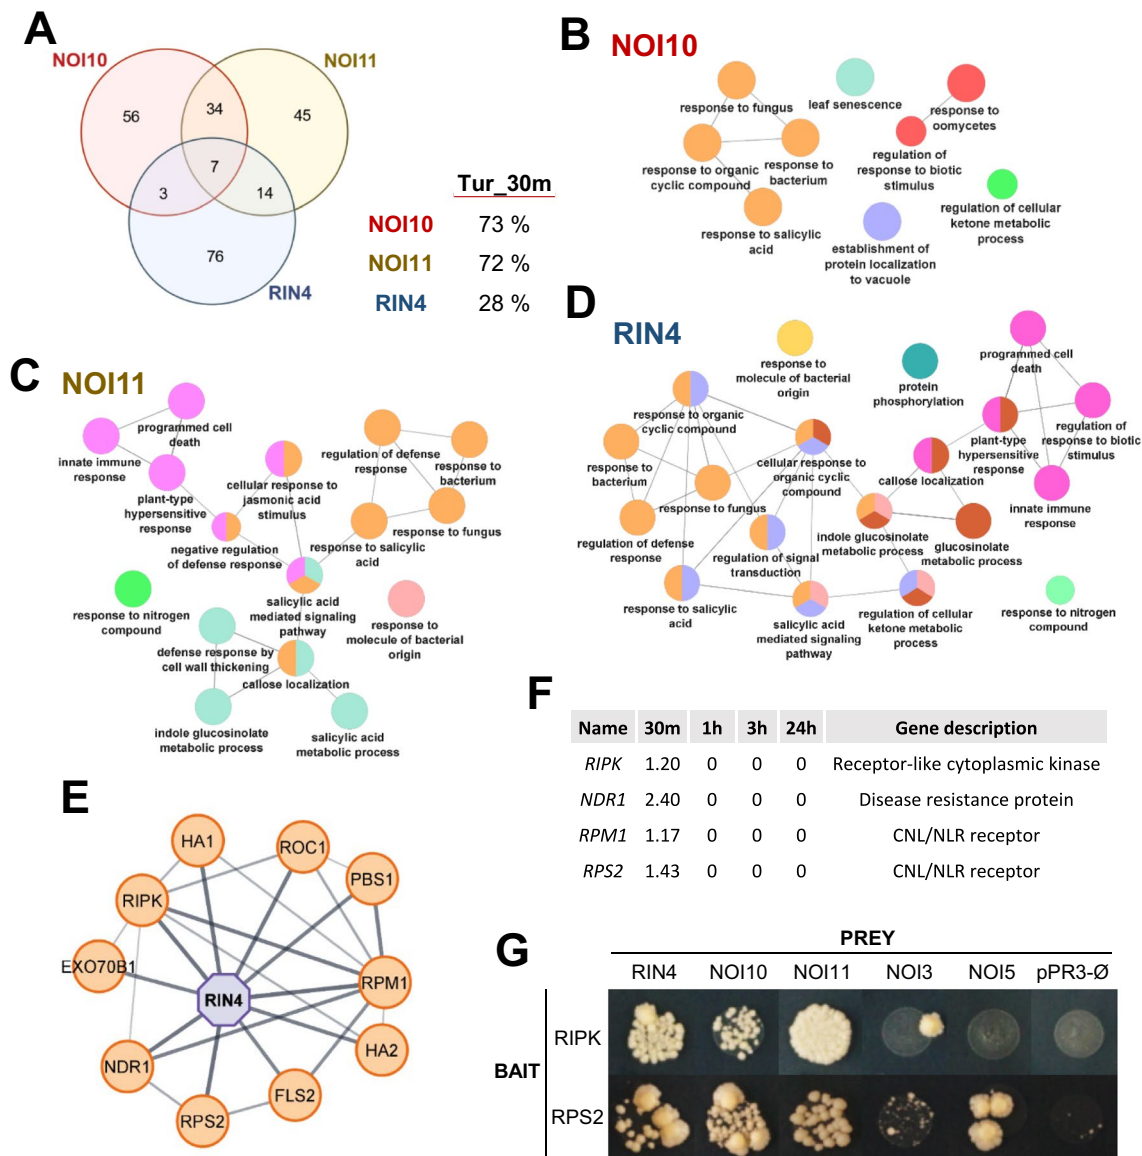 A
NOI10
NOI11
56
34
45
7
3
14
76
RIN4
Tur_30m
NOI10 73 %
NOI11 72 %
RIN4 28 %
B
NOI10
response to fungus
leaf senescence
response to
oomycetes
response to organic
cyclic compound
response to
bacterium
regulation of
response to biotic
stimulus
response to salicylic
acid
establishment of
protein localization
to vacuole
regulation of cellular
ketone metabolic
process
C
NOI11
programmed cell
death
innate immune
response
plant-type
hypersensitive
response
cellular response to
jasmonic acid
stimulus
regulation of defense
response
response to
bacterium
response to fungus
response to salicylic
acid
negative regulation
of defense response
salicylic acid
mediated signaling
pathway
response to nitrogen
compound
response to
molecule of bacterial
origin
defense response by
cell wall thickening
callose localization
indole glucosinolate
metabolic process
salicylic acid
metabolic process
D
RIN4
response to
molecule of bacterial
origin
protein
phosphorylation
programmed cell
death
response to organic
cyclic compound
response to
bacterium
cellular response to
organic cyclic
compound
plant-type
hypersensitive
response
regulation of
response to biotic
stimulus
callose localization
response to fungus
innate immune
response
regulation of defense
response
regulation of signal
transduction
indole glucosinolate
metabolic process
glucosinolate
metabolic process
response to salicylic
acid
salicylic acid
mediated signaling
pathway
regulation of cellular
ketone metabolic
process
response to nitrogen
compound
E
HA1
ROC1
PBS1
RIPK
EXO70B1
RIN4
RPM1
NDR1
HA2
FLS2
RPS2
F
Name 30m 1h 3h 24h Gene description
RIPK 1.20 0 0 0 Receptor-like cytoplasmic kinase
NDR1 2.40 0 0 0 Disease resistance protein
RPM1 1.17 0 0 0 CNL/NLR receptor
RPS2 1.43 0 0 0 CNL/NLR receptor
G
PREY
RIN4 NOI10 NOI11 NOI3 NOI5 pPR3-Ø
BAIT
RIPK
RPS2